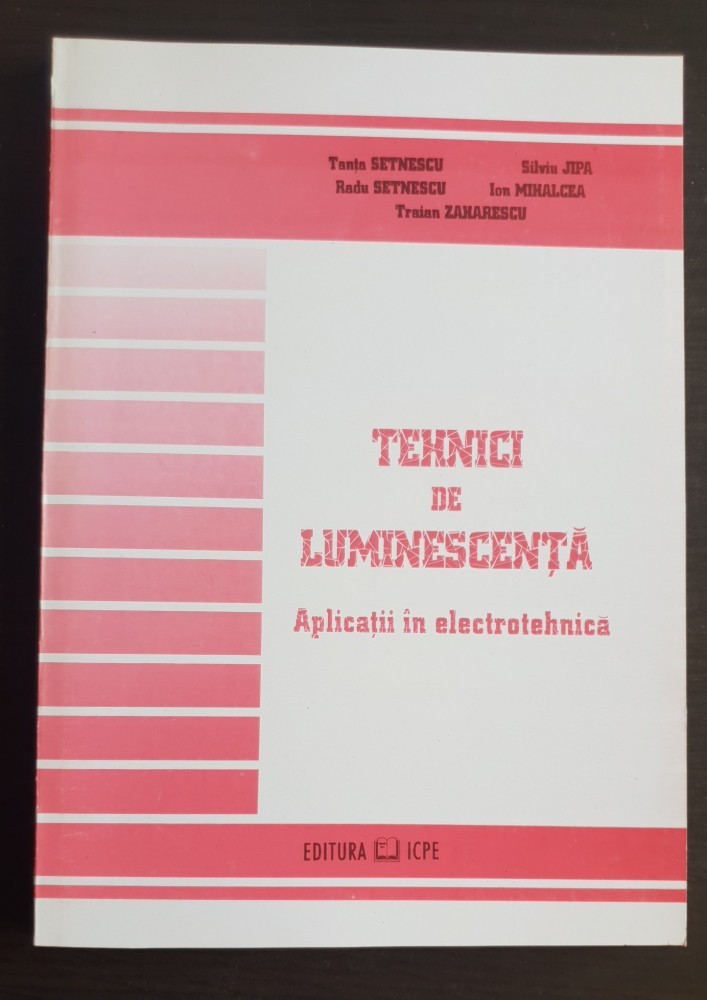 Tanța SETNESCU Silviu JIPA
Radu SETNESCU Ion MIHALCEA
Traian ZAHARESCU
TEHNICI
DE
LUMINESCENȚĂ
Aplicații în electrotehnică
EDITURA ICPE